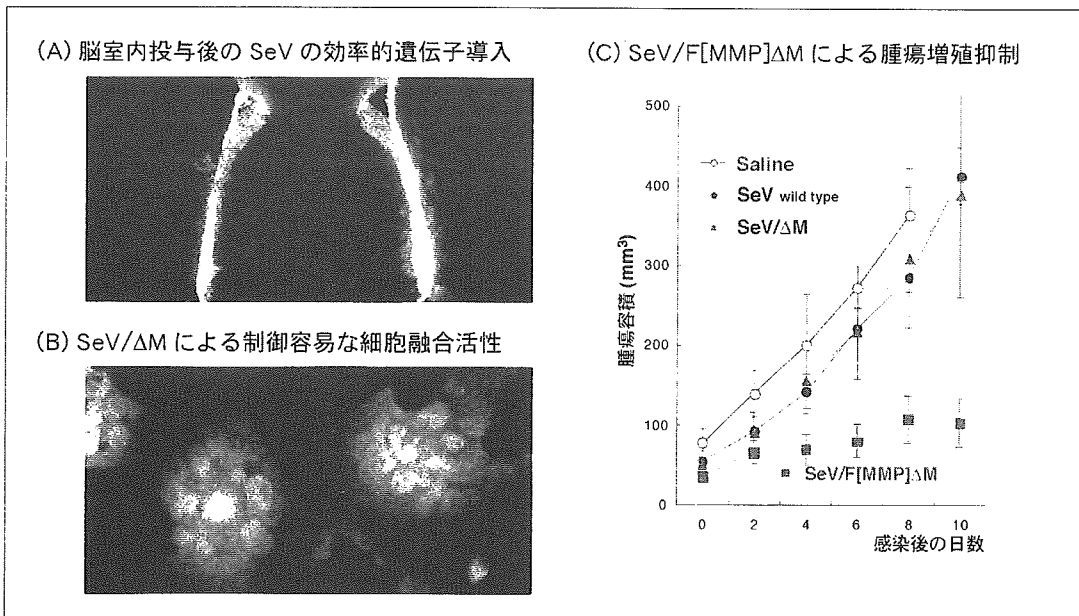 (A) 脳室内投与後の SeV の効率的遺伝子導入
(B) SeV/ΔM による制御容易な細胞融合活性
(C) SeV/F[MMP]ΔM による腫瘍増殖抑制
500
400
300
200
100
0
腫瘍容積 (mm³)
Saline
SeV wild type
SeV/ΔM
SeV/F[MMP]ΔM
0 2 4 6 8 10
感染後の日数